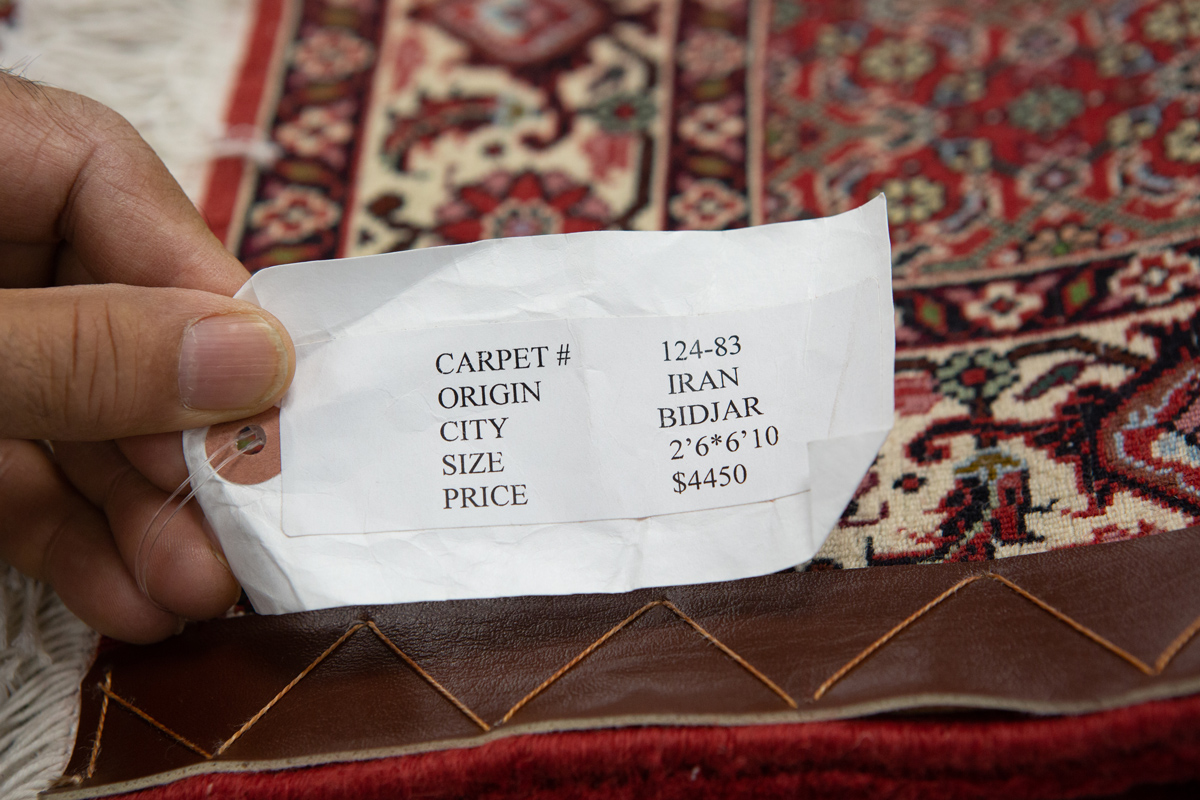 CARPET # 124-83
ORIGIN IRAN
CITY BIDJAR
SIZE 2'6*6'10
PRICE $4450